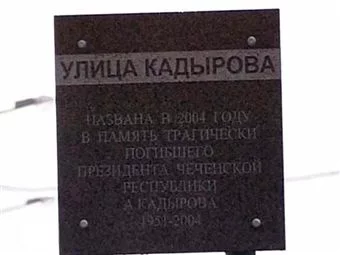 УЛИЦА КАДЫРОВА
НАЗВАНА В 2004 ГОДУ
В ПАМЯТЬ ТРАГИЧЕСКИ
ПОГИБШЕГО
ПРЕЗИДЕНТА ЧЕЧЕНСКОЙ
РЕСПУБЛИКИ
А.КАДЫРОВА
1951-2004